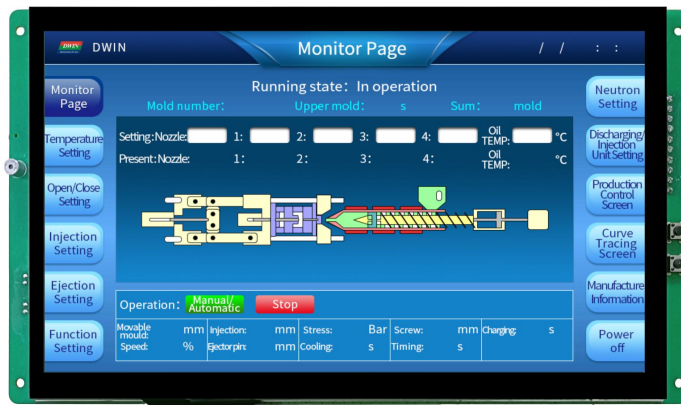 DWIN DWIN
Monitor Page
/ / : :
Monitor
Page
Temperature
Setting
Open/Close
Setting
Injection
Setting
Ejection
Setting
Function
Setting
Running state: In operation
Mold number: Upper mold: s Sum: mold
Setting:Nozzle: 1: 2: 3: 4: Oil TEMP: °C
Present:Nozzle: 1: 2: 3: 4: Oil TEMP: °C
Operation: Manual/Automatic Stop
Movable mould: mm Injection: mm Stress: Bar Screw: mm Charging: s
Speed: % Ejector pin: mm Cooling: s Timing: s
Neutron
Setting
Discharging/
Injection
Unit Setting
Production
Control
Screen
Curve
Tracing
Screen
Manufacture
Information
Power
off